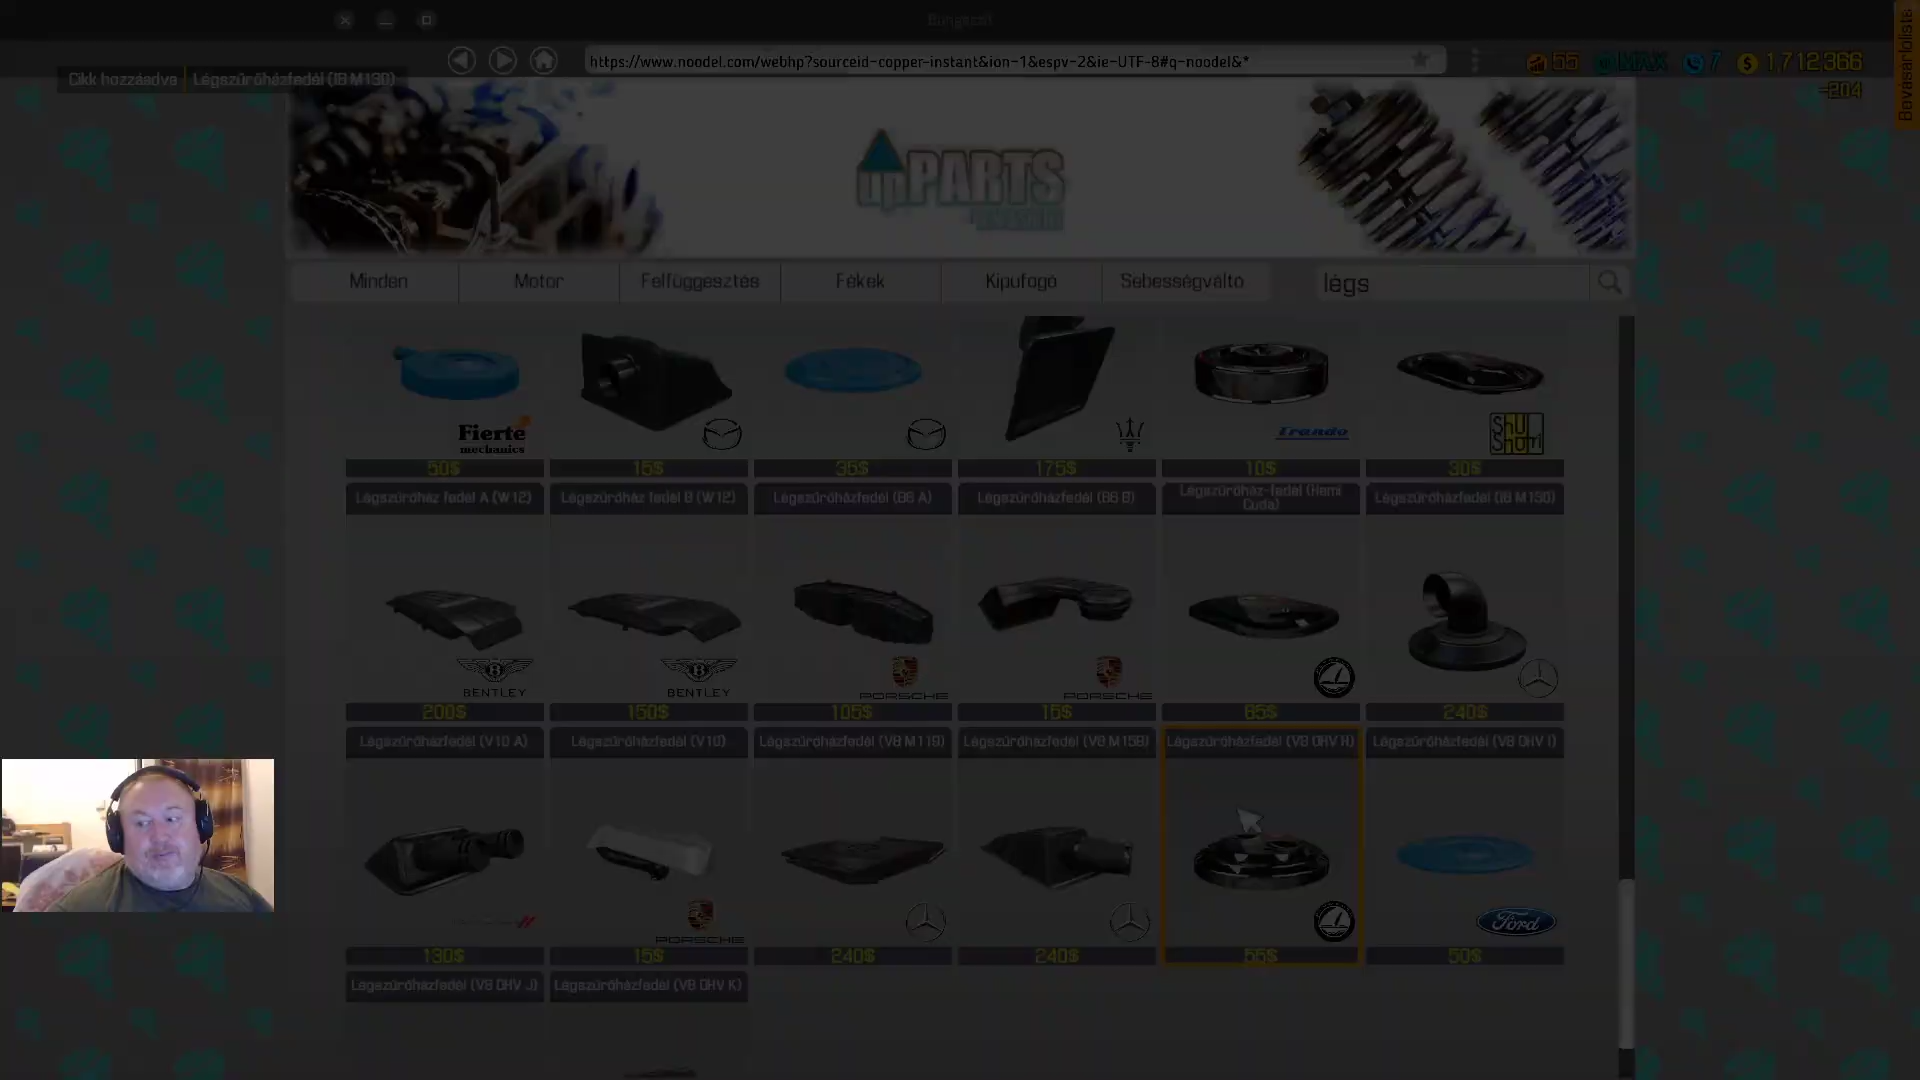 https://www.noodel.com/webhp?sourceid-copper-instant&ion-1&espv-2&ie-UTF-8#q-noodel&*
55 MAX 7 1,712,366
-204
Bevásárlólista
Cikk hozzáadva Légszűrőházfedél (I6 M130)
upPARTS
Minden Motor Felfüggesztés Fékek Kipufogó Sebességváltó légs
Fierte mechanics Trando ShuShotri
50$ 15$ 35$ 175$ 10$ 30$
Légszűrőház fedél A (W12) Légszűrőház fedél B (W12) Légszűrőházfedél (B6 A) Légszűrőházfedél (B6 B) Légszűrőház-fedél (Hemi Cuda) Légszűrőházfedél (I6 M130)
BENTLEY BENTLEY PORSCHE PORSCHE
200$ 150$ 105$ 15$ 65$ 240$
Légszűrőházfedél (V10 A) Légszűrőházfedél (V10) Légszűrőházfedél (V8 M119) Légszűrőházfedél (V8 M158) Légszűrőházfedél (V8 OHV H) Légszűrőházfedél (V8 OHV I)
PORSCHE Ford
130$ 15$ 240$ 240$ 55$ 50$
Légszűrőházfedél (V8 OHV J) Légszűrőházfedél (V8 OHV K)